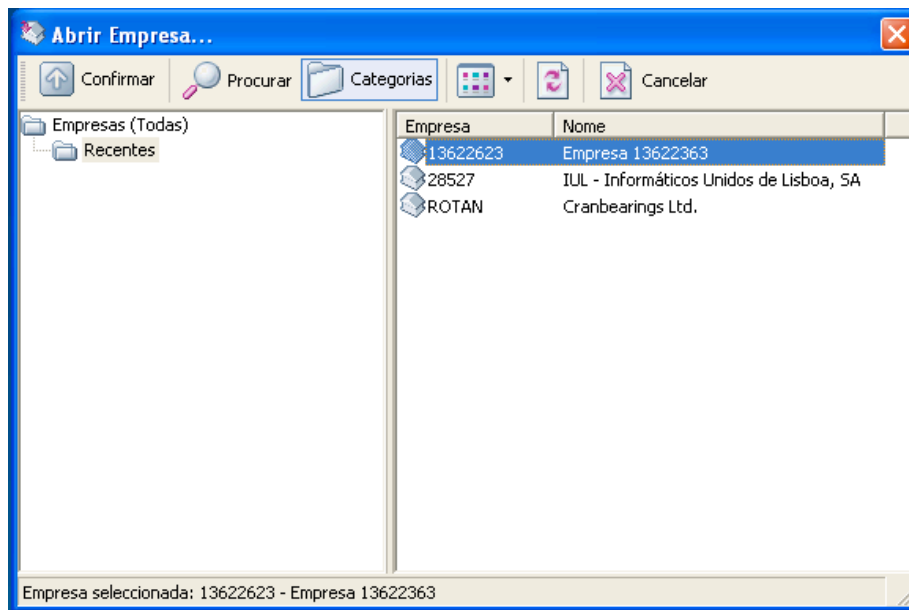 Abrir Empresa...
Confirmar Procurar Categorias Cancelar
Empresas (Todas)
Recentes
Empresa Nome
13622623 Empresa 13622363
28527 IUL - Informáticos Unidos de Lisboa, SA
ROTAN Cranbearings Ltd.
Empresa seleccionada: 13622623 - Empresa 13622363